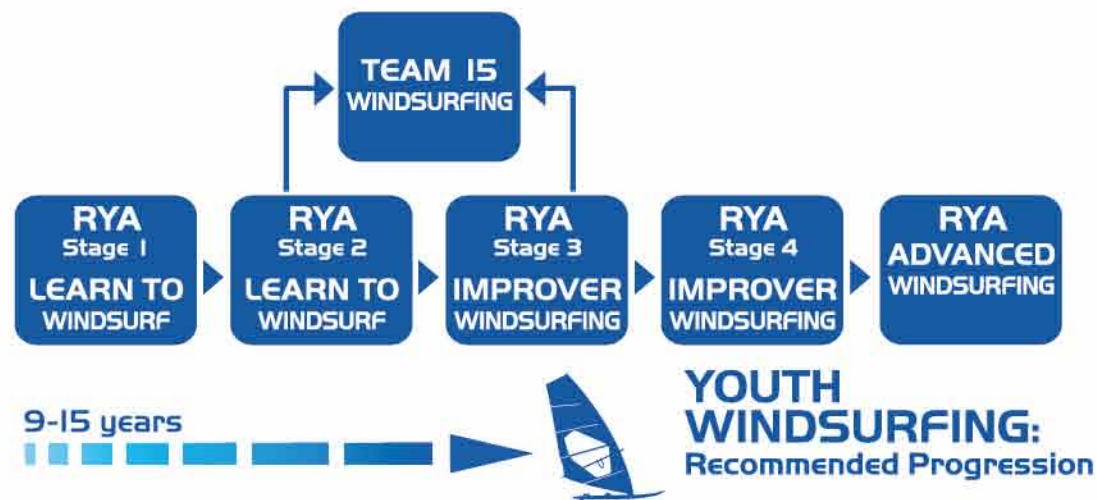 TEAM 15
WINDSURFING
RYA
Stage 1
LEARN TO
WINDSURF
RYA
Stage 2
LEARN TO
WINDSURF
RYA
Stage 3
IMPROVER
WINDSURFING
RYA
Stage 4
IMPROVER
WINDSURFING
RYA
ADVANCED
WINDSURFING
9-15 years
YOUTH
WINDSURFING:
Recommended Progression